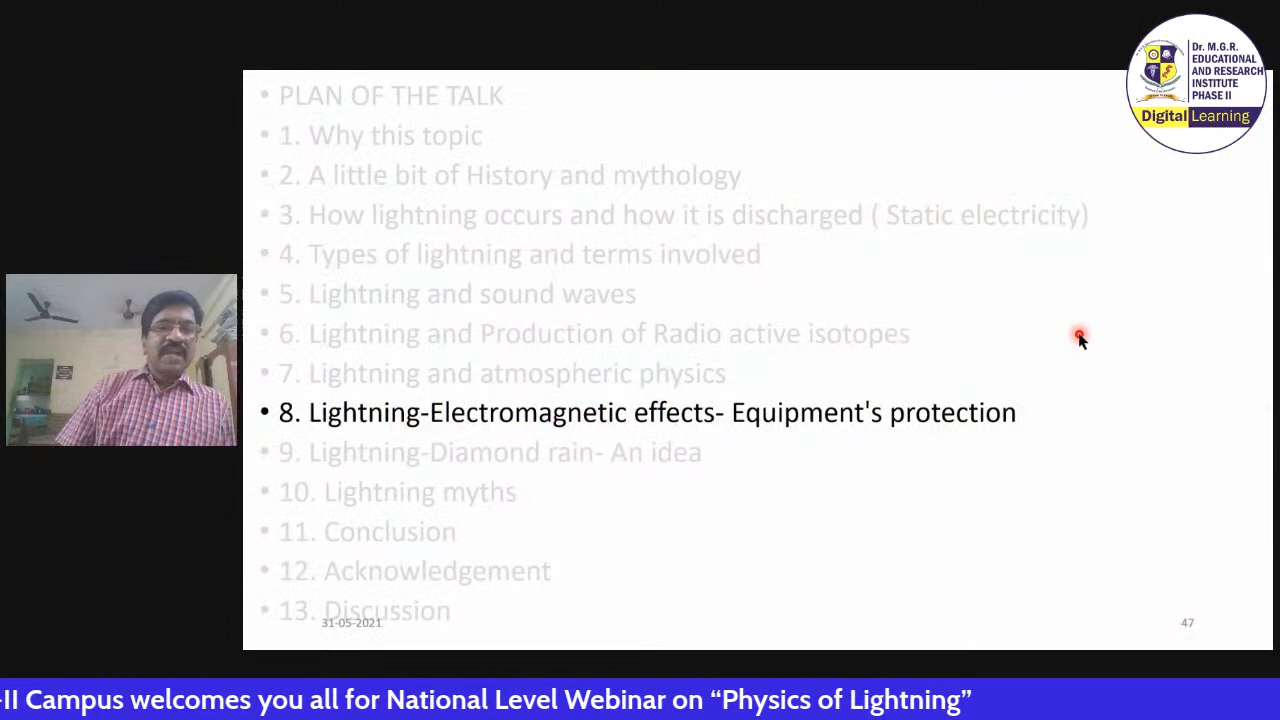 Dr. M.G.R.
EDUCATIONAL
AND RESEARCH
INSTITUTE
PHASE II
Digital Learning
• PLAN OF THE TALK
• 1. Why this topic
• 2. A little bit of History and mythology
• 3. How lightning occurs and how it is discharged ( Static electricity)
• 4. Types of lightning and terms involved
• 5. Lightning and sound waves
• 6. Lightning and Production of Radio active isotopes
• 7. Lightning and atmospheric physics
• 8. Lightning-Electromagnetic effects- Equipment's protection
• 9. Lightning-Diamond rain- An idea
• 10. Lightning myths
• 11. Conclusion
• 12. Acknowledgement
• 13. Discussion
31-05-2021
47
-II Campus welcomes you all for National Level Webinar on “Physics of Lightning”